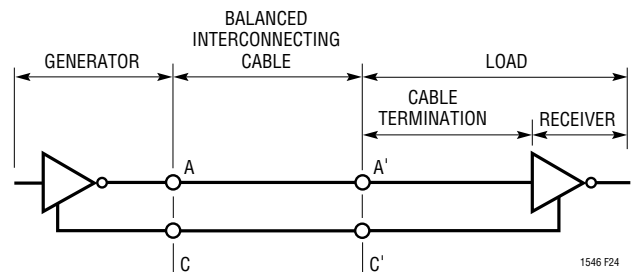 BALANCED
INTERCONNECTING
CABLE
GENERATOR
LOAD
CABLE
TERMINATION
RECEIVER
A
A'
C
C'
1546 F24